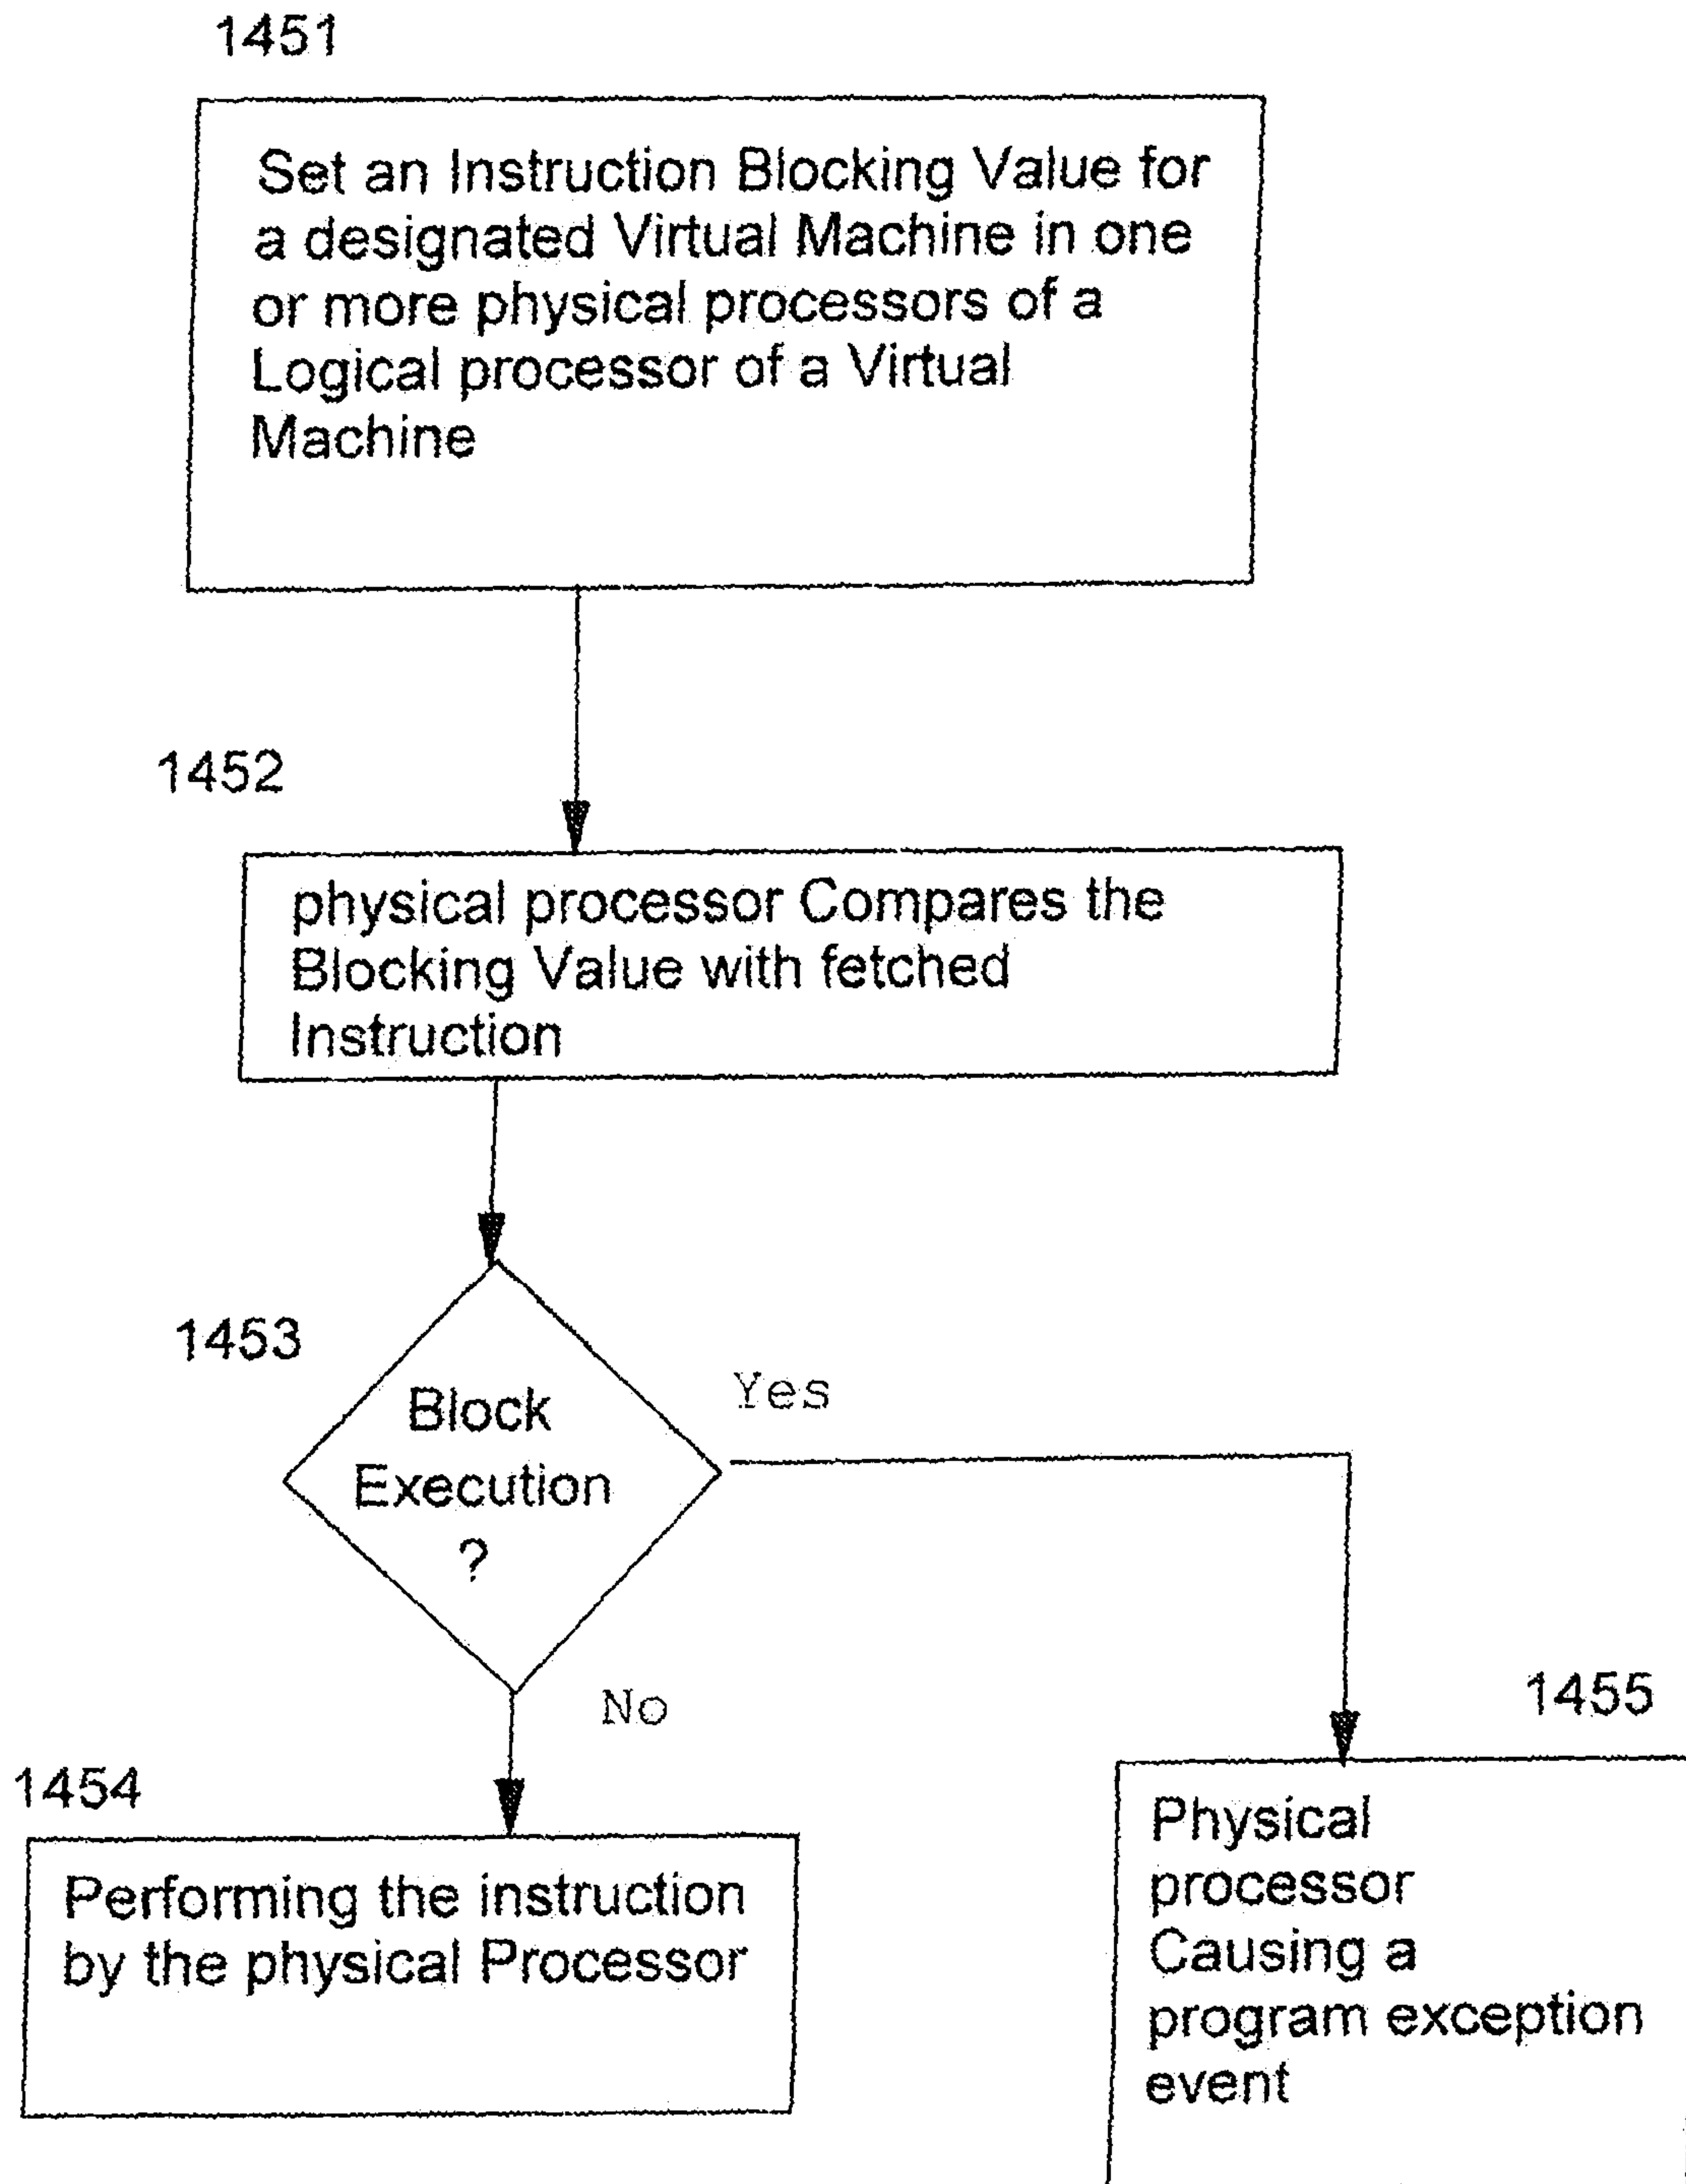 1451
Set an Instruction Blocking Value for
a designated Virtual Machine in one
or more physical processors of a
Logical processor of a Virtual
Machine
1452
physical processor Compares the
Blocking Value with fetched
Instruction
1453
Block
Execution
?
Yes
No
1454
Performing the instruction
by the physical Processor
1455
Physical
processor
Causing a
program exception
event